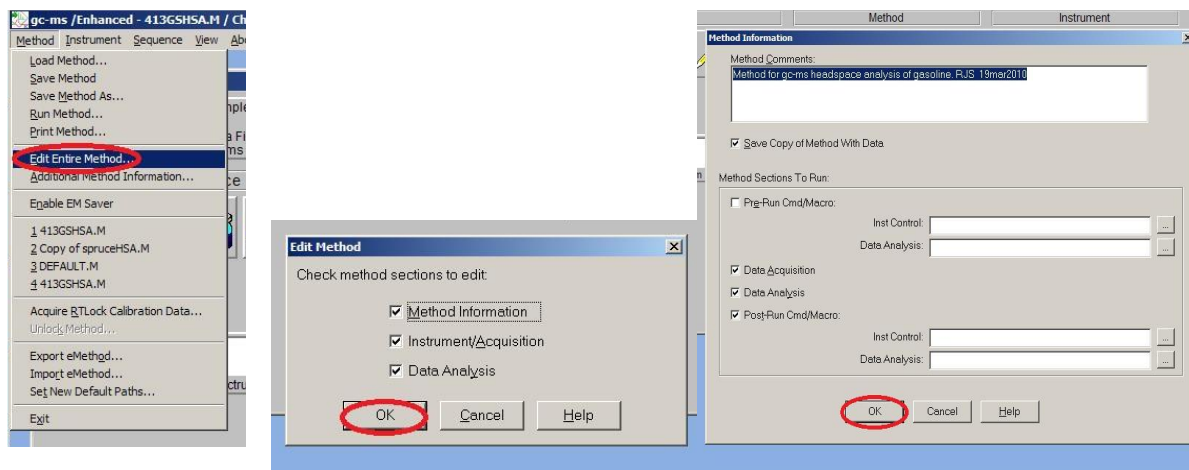 gc-ms /Enhanced - 413GSHSA.M / Ch
Method Instrument Sequence View Ab
Load Method...
Save Method
Save Method As...
Run Method...
Print Method...
Edit Entire Method...
Additional Method Information...
Enable EM Saver
1 413GSHSA.M
2 Copy of spruceHSA.M
3 DEFAULT.M
4 413GSHSA.M
Acquire RTLock Calibration Data...
Unlock Method...
Export eMethod...
Import eMethod...
Set New Default Paths...
Exit
mple
a Fi
ms
ce
ctru
Edit Method
Check method sections to edit:
Method Information
Instrument/Acquisition
Data Analysis
OK Cancel Help
Method Instrument
Method Information
Method Comments:
Method for gc-ms headspace analysis of gasoline. RJS 19mar2010
Save Copy of Method With Data
Method Sections To Run:
Pre-Run Cmd/Macro:
Inst Control: ...
Data Analysis: ...
Data Acquisition
Data Analysis
Post-Run Cmd/Macro:
Inst Control: ...
Data Analysis: ...
OK Cancel Help